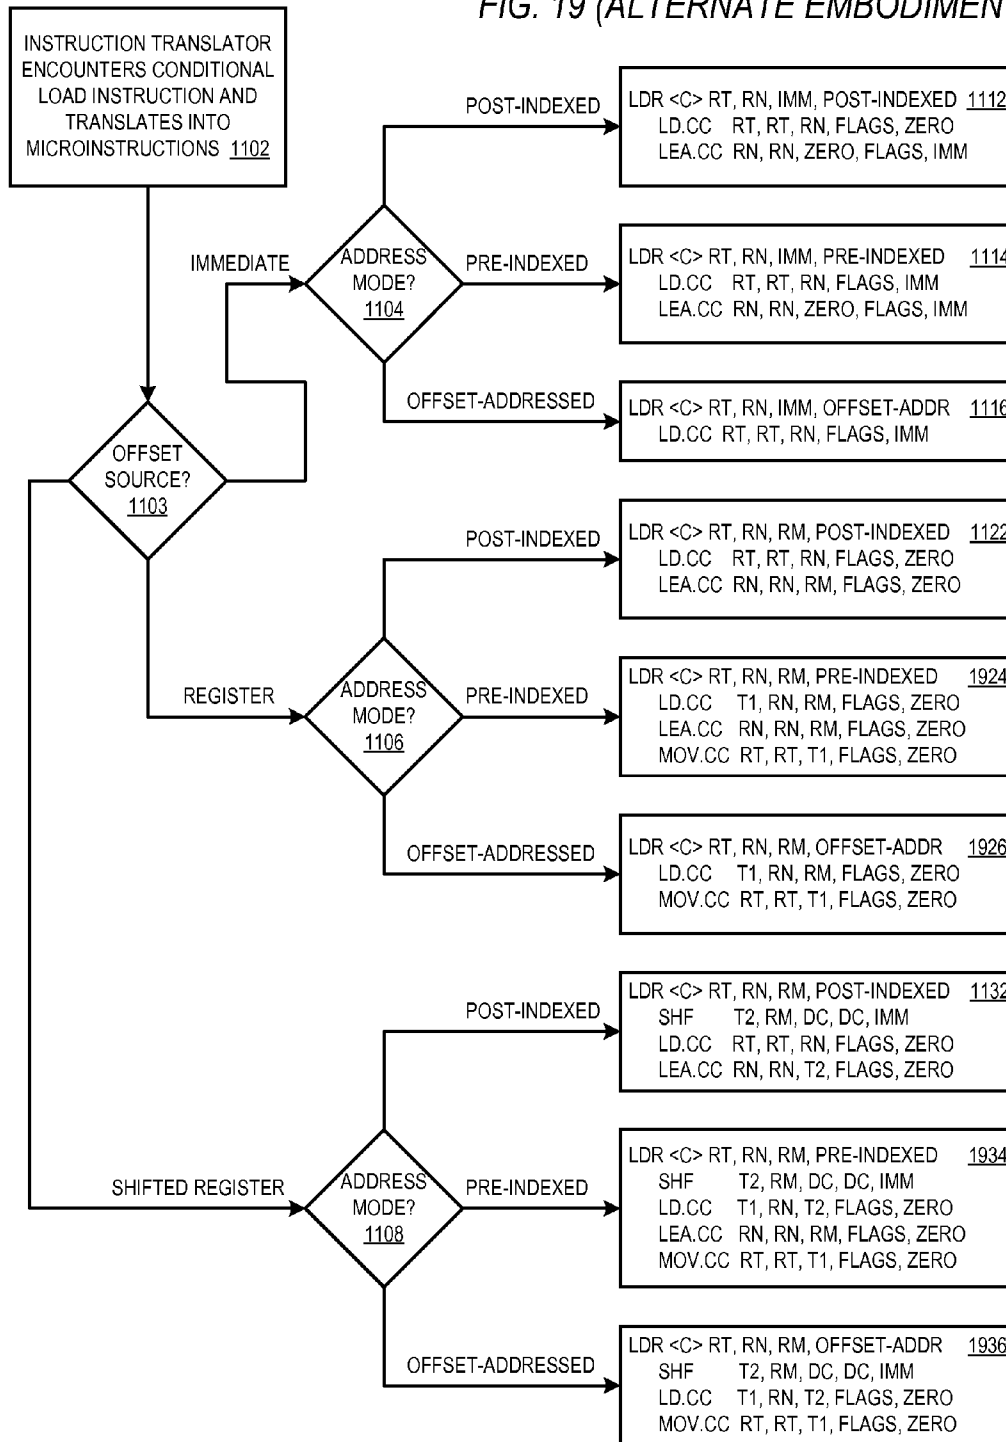 FIG. 19 (ALTERNATE EMBODIMEN
INSTRUCTION TRANSLATOR
ENCOUNTERS CONDITIONAL
LOAD INSTRUCTION AND
TRANSLATES INTO
MICROINSTRUCTIONS 1102
OFFSET
SOURCE?
1103
IMMEDIATE
ADDRESS
MODE?
1104
POST-INDEXED
LDR <C> RT, RN, IMM, POST-INDEXED 1112
LD.CC RT, RT, RN, FLAGS, ZERO
LEA.CC RN, RN, ZERO, FLAGS, IMM
PRE-INDEXED
LDR <C> RT, RN, IMM, PRE-INDEXED 1114
LD.CC RT, RT, RN, FLAGS, IMM
LEA.CC RN, RN, ZERO, FLAGS, IMM
OFFSET-ADDRESSED
LDR <C> RT, RN, IMM, OFFSET-ADDR 1116
LD.CC RT, RT, RN, FLAGS, IMM
REGISTER
ADDRESS
MODE?
1106
POST-INDEXED
LDR <C> RT, RN, RM, POST-INDEXED 1122
LD.CC RT, RT, RN, FLAGS, ZERO
LEA.CC RN, RN, RM, FLAGS, ZERO
PRE-INDEXED
LDR <C> RT, RN, RM, PRE-INDEXED 1924
LD.CC T1, RN, RM, FLAGS, ZERO
LEA.CC RN, RN, RM, FLAGS, ZERO
MOV.CC RT, RT, T1, FLAGS, ZERO
OFFSET-ADDRESSED
LDR <C> RT, RN, RM, OFFSET-ADDR 1926
LD.CC T1, RN, RM, FLAGS, ZERO
MOV.CC RT, RT, T1, FLAGS, ZERO
SHIFTED REGISTER
ADDRESS
MODE?
1108
POST-INDEXED
LDR <C> RT, RN, RM, POST-INDEXED 1132
SHF T2, RM, DC, DC, IMM
LD.CC RT, RT, RN, FLAGS, ZERO
LEA.CC RN, RN, T2, FLAGS, ZERO
PRE-INDEXED
LDR <C> RT, RN, RM, PRE-INDEXED 1934
SHF T2, RM, DC, DC, IMM
LD.CC T1, RN, T2, FLAGS, ZERO
LEA.CC RN, RN, RM, FLAGS, ZERO
MOV.CC RT, RT, T1, FLAGS, ZERO
OFFSET-ADDRESSED
LDR <C> RT, RN, RM, OFFSET-ADDR 1936
SHF T2, RM, DC, DC, IMM
LD.CC T1, RN, T2, FLAGS, ZERO
MOV.CC RT, RT, T1, FLAGS, ZERO